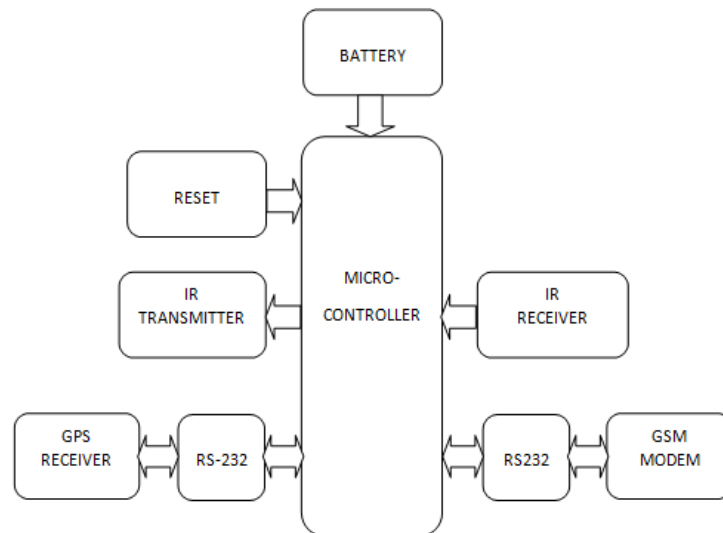 BATTERY
RESET
MICRO-
CONTROLLER
IR
TRANSMITTER
IR
RECEIVER
GPS
RECEIVER
RS-232
RS232
GSM
MODEM